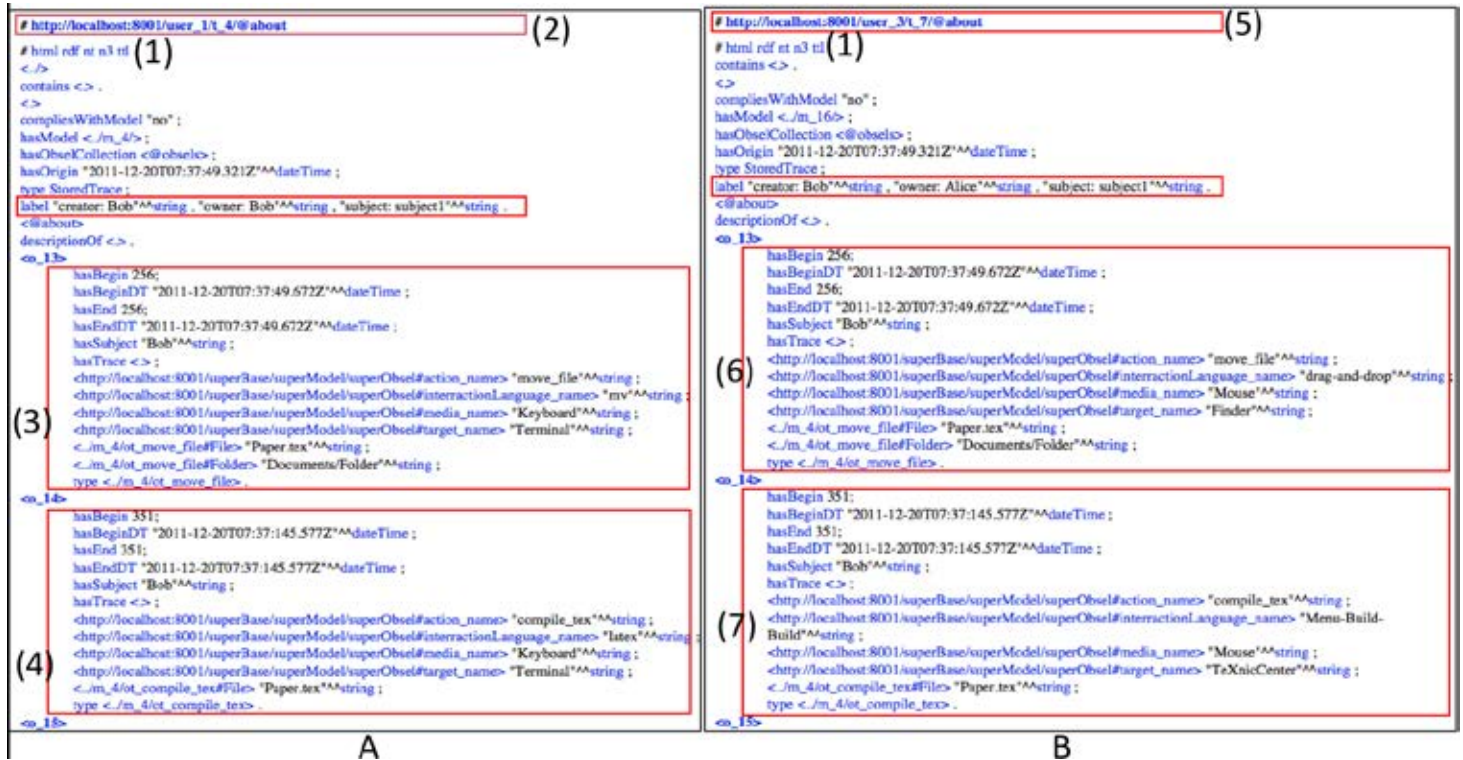 # http://localhost:8001/user_1/t_4/@about
(2)
# html rdf nt n3 ttl (1)
<../>
contains <.> .
<.>
compliesWithModel "no" ;
hasModel <../m_4/> ;
hasObselCollection <@obsels> ;
hasOrigin "2011-12-20T07:37:49.321Z"^^dateTime ;
type StoredTrace ;
label "creator: Bob"^^string , "owner: Bob"^^string , "subject: subject1"^^string .
<@about>
descriptionOf <.> .
<o_13>
hasBegin 256;
hasBeginDT "2011-12-20T07:37:49.672Z"^^dateTime ;
hasEnd 256;
hasEndDT "2011-12-20T07:37:49.672Z"^^dateTime ;
hasSubject "Bob"^^string ;
hasTrace <.> ;
<http://localhost:8001/superBase/superModel/superObsel#action_name> "move_file"^^string ;
<http://localhost:8001/superBase/superModel/superObsel#interractionLanguage_name> "mv"^^string ;
<http://localhost:8001/superBase/superModel/superObsel#media_name> "Keyboard"^^string ;
(3)
<http://localhost:8001/superBase/superModel/superObsel#target_name> "Terminal"^^string ;
<../m_4/ot_move_file#File> "Paper.tex"^^string ;
<../m_4/ot_move_file#Folder> "Documents/Folder"^^string ;
type <../m_4/ot_move_file> .
<o_14>
hasBegin 351;
hasBeginDT "2011-12-20T07:37:145.577Z"^^dateTime ;
hasEnd 351;
hasEndDT "2011-12-20T07:37:145.577Z"^^dateTime ;
hasSubject "Bob"^^string ;
hasTrace <.> ;
<http://localhost:8001/superBase/superModel/superObsel#action_name> "compile_tex"^^string ;
<http://localhost:8001/superBase/superModel/superObsel#interractionLanguage_name> "latex"^^string ;
<http://localhost:8001/superBase/superModel/superObsel#media_name> "Keyboard"^^string ;
(4)
<http://localhost:8001/superBase/superModel/superObsel#target_name> "Terminal"^^string ;
<../m_4/ot_compile_tex#File> "Paper.tex"^^string ;
type <../m_4/ot_compile_tex> .
<o_15>
A
# http://localhost:8001/user_3/t_7/@about
(5)
# html rdf nt n3 ttl (1)
contains <.> .
<.>
compliesWithModel "no" ;
hasModel <../m_16/> ;
hasObselCollection <@obsels> ;
hasOrigin "2011-12-20T07:37:49.321Z"^^dateTime ;
type StoredTrace ;
label "creator: Bob"^^string , "owner: Alice"^^string , "subject: subject1"^^string .
<@about>
descriptionOf <.> .
<o_13>
hasBegin 256;
hasBeginDT "2011-12-20T07:37:49.672Z"^^dateTime ;
hasEnd 256;
hasEndDT "2011-12-20T07:37:49.672Z"^^dateTime ;
hasSubject "Bob"^^string ;
hasTrace <.> ;
(6)
<http://localhost:8001/superBase/superModel/superObsel#action_name> "move_file"^^string ;
<http://localhost:8001/superBase/superModel/superObsel#interractionLanguage_name> "drag-and-drop"^^string ;
<http://localhost:8001/superBase/superModel/superObsel#media_name> "Mouse"^^string ;
<http://localhost:8001/superBase/superModel/superObsel#target_name> "Finder"^^string ;
<../m_4/ot_move_file#File> "Paper.tex"^^string ;
<../m_4/ot_move_file#Folder> "Documents/Folder"^^string ;
type <../m_4/ot_move_file> .
<o_14>
hasBegin 351;
hasBeginDT "2011-12-20T07:37:145.577Z"^^dateTime ;
hasEnd 351;
hasEndDT "2011-12-20T07:37:145.577Z"^^dateTime ;
hasSubject "Bob"^^string ;
hasTrace <.> ;
<http://localhost:8001/superBase/superModel/superObsel#action_name> "compile_tex"^^string ;
(7)
<http://localhost:8001/superBase/superModel/superObsel#interractionLanguage_name> "Menu-Build-
Build"^^string ;
<http://localhost:8001/superBase/superModel/superObsel#media_name> "Mouse"^^string ;
<http://localhost:8001/superBase/superModel/superObsel#target_name> "TeXnicCenter"^^string ;
<../m_4/ot_compile_tex#File> "Paper.tex"^^string ;
type <../m_4/ot_compile_tex> .
<o_15>
B